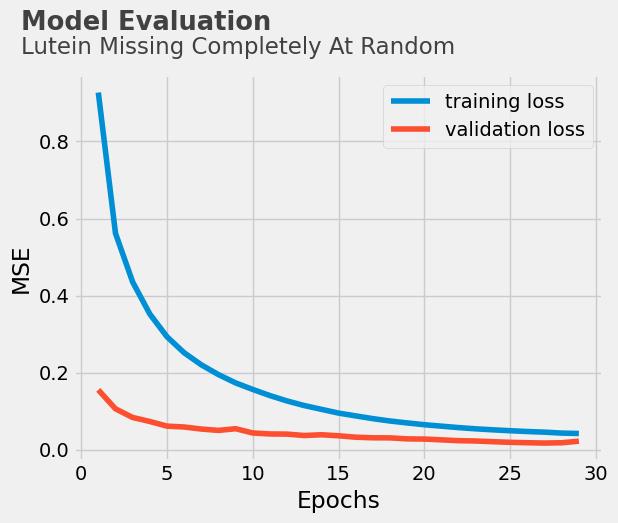 Model Evaluation
Lutein Missing Completely At Random
training loss
validation loss
MSE
0.8
0.6
0.4
0.2
0.0
0 5 10 15 20 25 30
Epochs